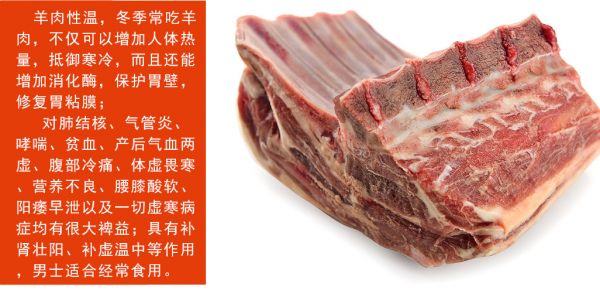 羊肉性温，冬季常吃羊
肉，不仅可以增加人体热
量，抵御寒冷，而且还能
增加消化酶，保护胃壁，
修复胃粘膜；
对肺结核、气管炎、
哮喘、贫血、产后气血两
虚、腹部冷痛、体虚畏寒
、营养不良、腰膝酸软、
阳痿早泄以及一切虚寒病
症均有很大裨益；具有补
肾壮阳、补虚温中等作用
，男士适合经常食用。